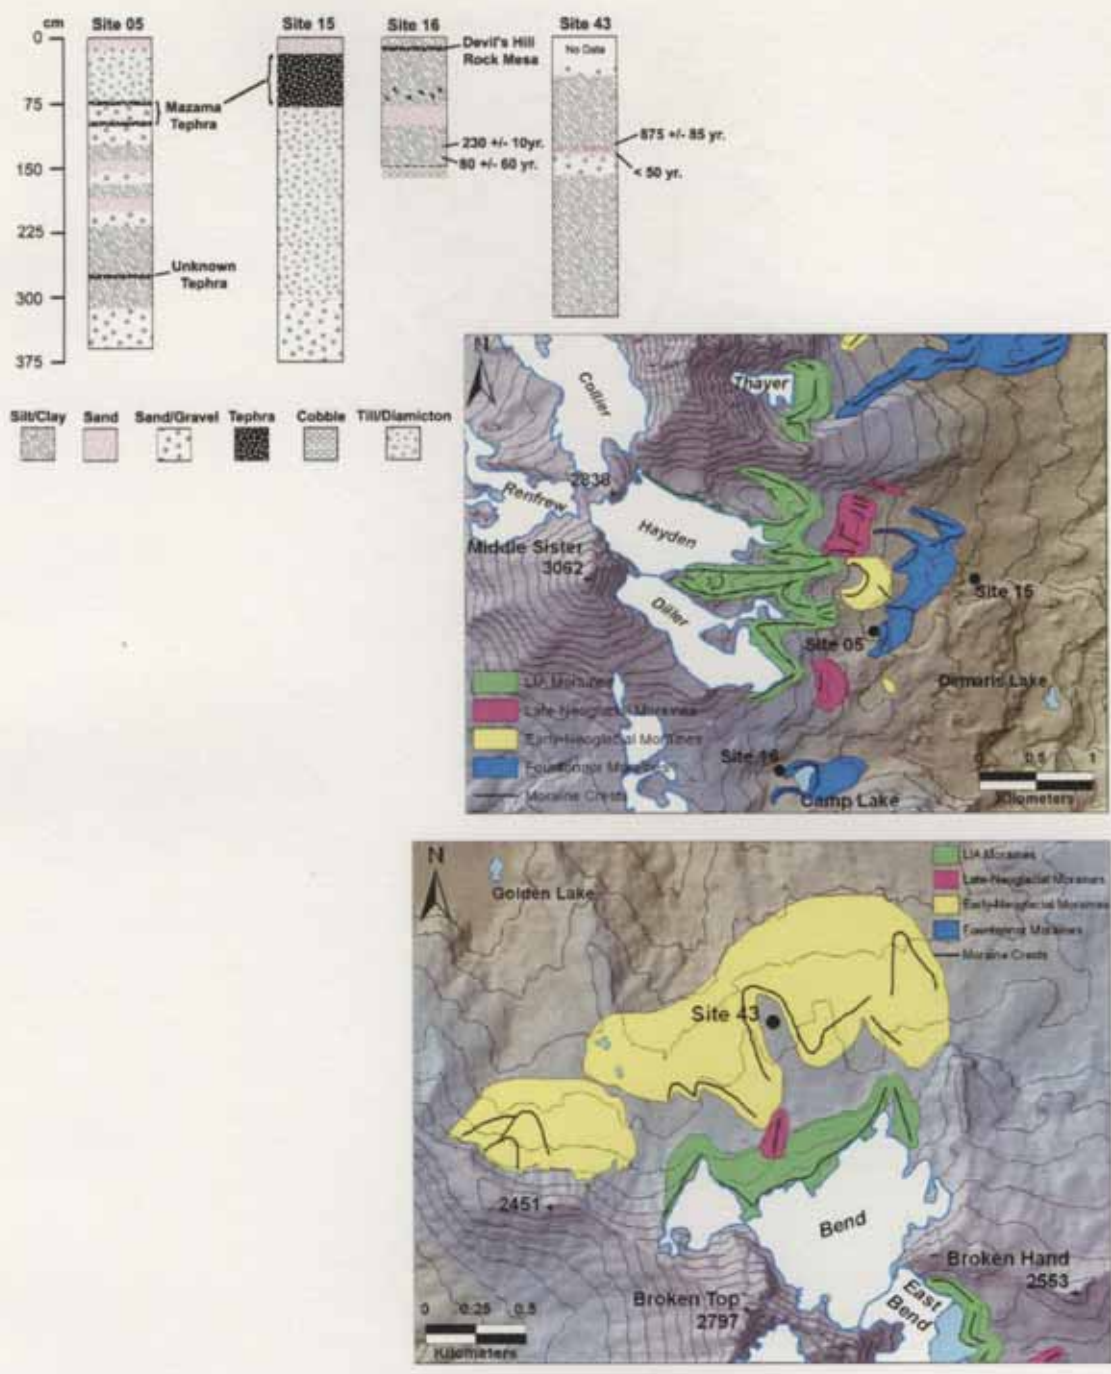 cm
Site 05
Site 15
Site 16
Site 43
0
75
150
225
300
375
Mazama
Tephra
Unknown
Tephra
Devil's Hill
Rock Mesa
230 +/- 10yr.
80 +/- 60 yr.
No Data
875 +/- 85 yr.
< 50 yr.
Silt/Clay
Sand
Sand/Gravel
Tephra
Cobble
Till/Diamicton
N
Collier
Thayer
Renfrew
2838
Hayden
Middle Sister
3062
Diller
Site 15
Site 05
LIA Moraines
Late-Neoglacial Moraines
Early-Neoglacial Moraines
Moraine Crests
Site 16
Camp Lake
0 0.5 1
Kilometers
N
Golden Lake
LIA Moraines
Late-Neoglacial Moraines
Early-Neoglacial Moraines
Moraine Crests
Site 43
2451
Bend
Broken Hand
2553
East
Bend
Broken Top
2797
0 0.25 0.5
Kilometers